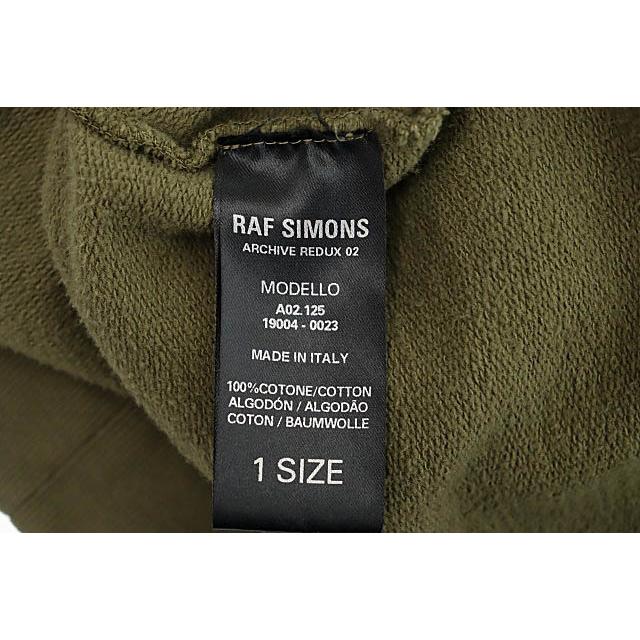 RAF SIMONS
ARCHIVE REDUX 02
MODELLO
A02.125
19004 - 0023
MADE IN ITALY
100%COTONE/COTTON
ALGODÓN / ALGODÃO
COTON / BAUMWOLLE
1 SIZE